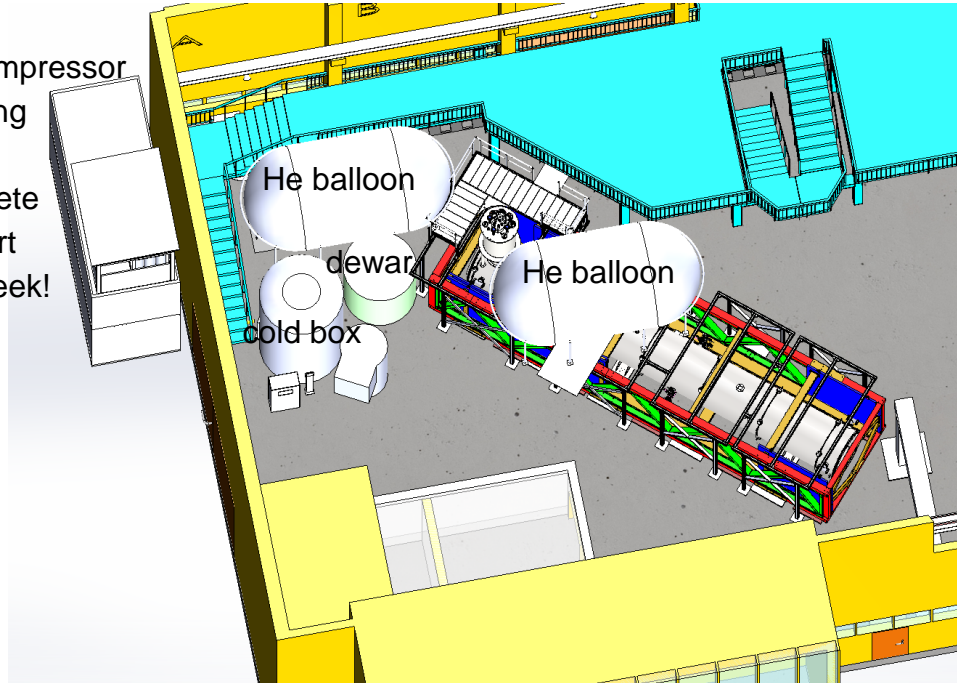 mpressor
ng
ete
rt
eek!
He balloon
dewar
He balloon
cold box